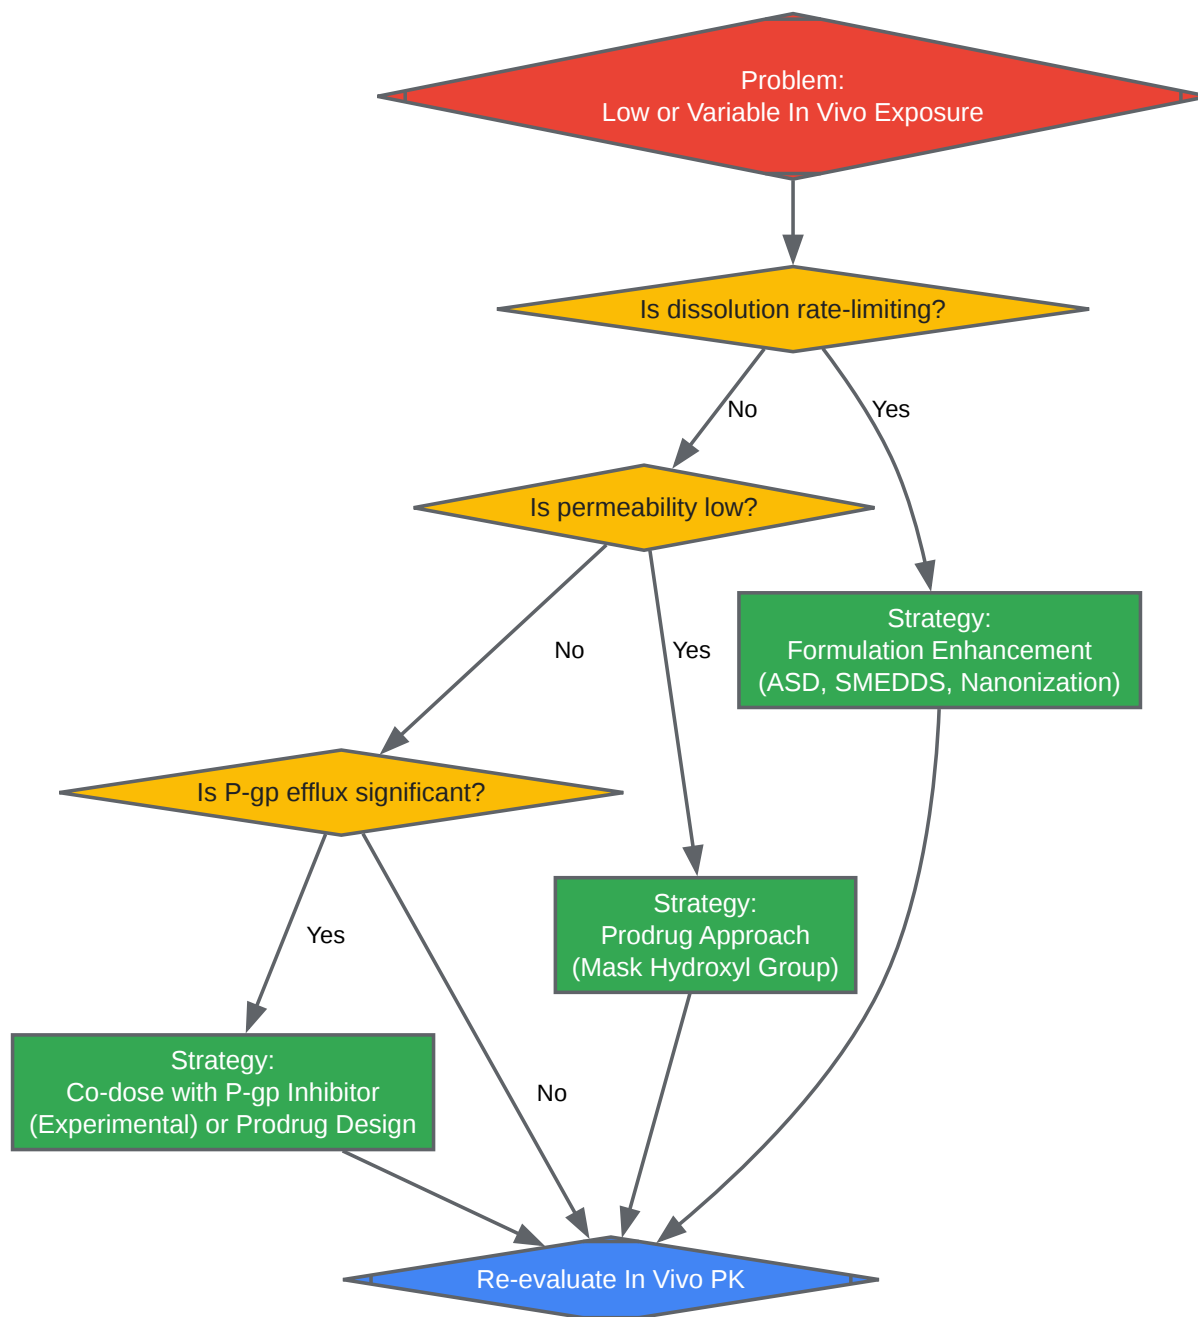 Problem:
Low or Variable In Vivo Exposure
Is dissolution rate-limiting?
No
Yes
Is permeability low?
Strategy:
Formulation Enhancement
(ASD, SMEDDS, Nanonization)
No
Yes
Is P-gp efflux significant?
Strategy:
Prodrug Approach
(Mask Hydroxyl Group)
Yes
Strategy:
Co-dose with P-gp Inhibitor
(Experimental) or Prodrug Design
No
Re-evaluate In Vivo PK